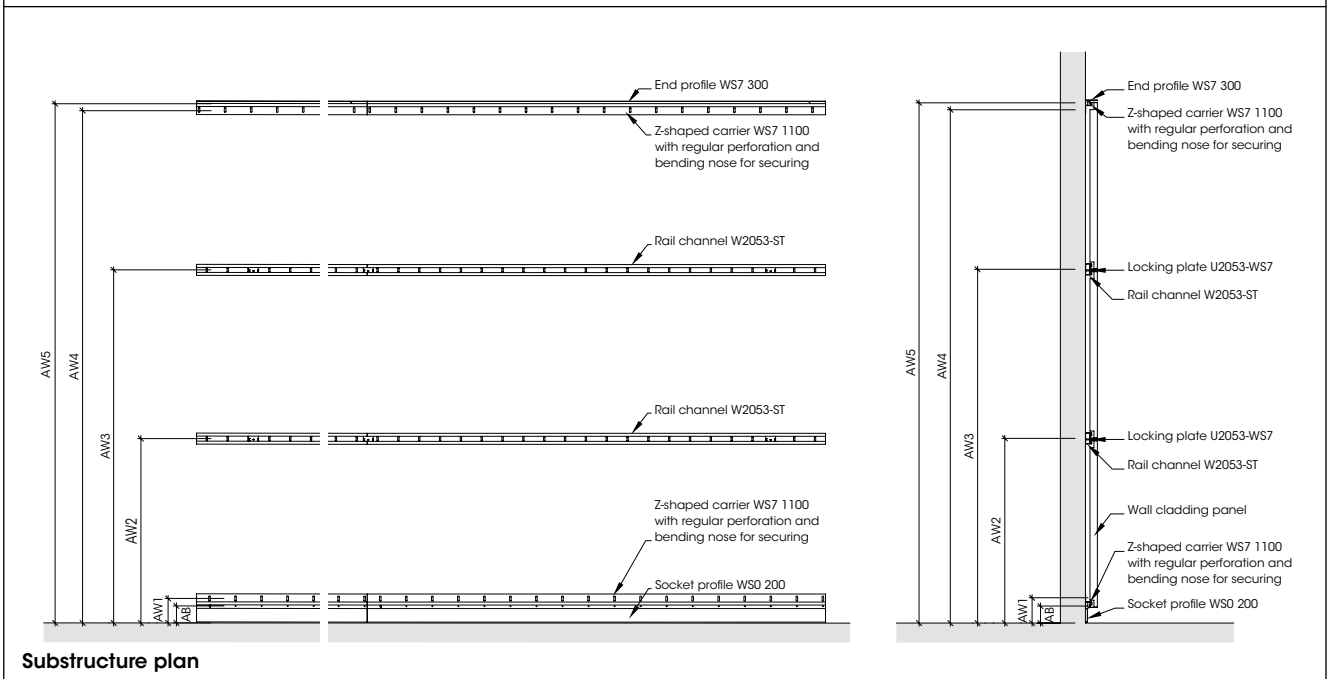 End profile WS7 300
Z-shaped carrier WS7 1100
with regular perforation and
bending nose for securing
Rail channel W2053-ST
Rail channel W2053-ST
Z-shaped carrier WS7 1100
with regular perforation and
bending nose for securing
Socket profile WS0 200
AW5
AW4
AW3
AW2
AW1
AB
End profile WS7 300
Z-shaped carrier WS7 1100
with regular perforation and
bending nose for securing
Locking plate U2053-WS7
Rail channel W2053-ST
Locking plate U2053-WS7
Rail channel W2053-ST
Wall cladding panel
Z-shaped carrier WS7 1100
with regular perforation and
bending nose for securing
Socket profile WS0 200
AW5
AW4
AW3
AW2
AW1
AB
Substructure plan